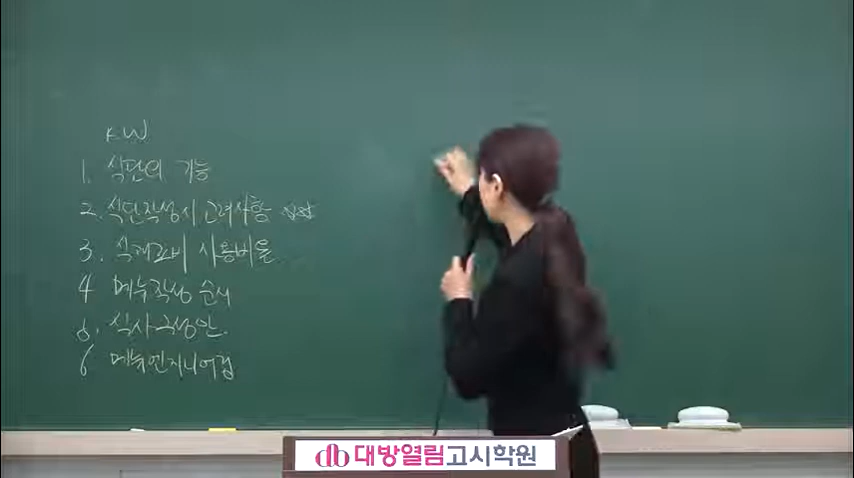 KW
1. 식단의 기능
2. 식단작성시 고려사항 ☆☆
3. 식재료비 사용비율
4 메뉴작성 순서
5. 식사구성안.
6 메뉴엔지니어링
대방열림고시학원